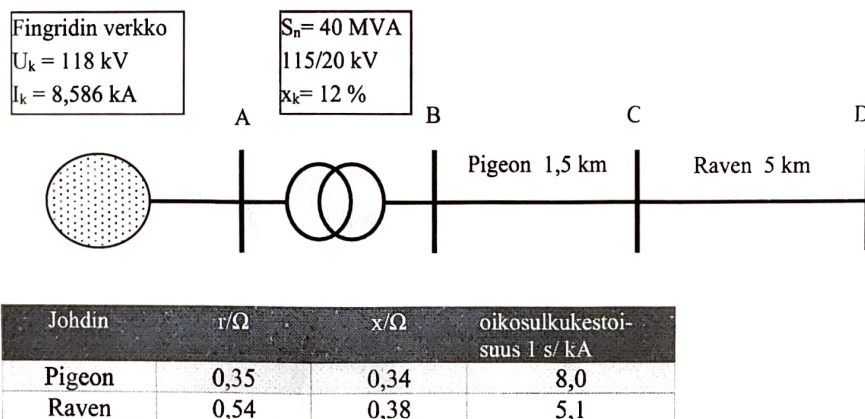 Fingridin verkko
Uk = 118 kV
Ik = 8,586 kA
Sn= 40 MVA
115/20 kV
xk= 12 %
A
B
C
D
Pigeon 1,5 km
Raven 5 km
Johdin r/Ω x/Ω oikosulkukestoi-
suus 1 s/ kA
Pigeon 0,35 0,34 8,0
Raven 0,54 0,38 5,1